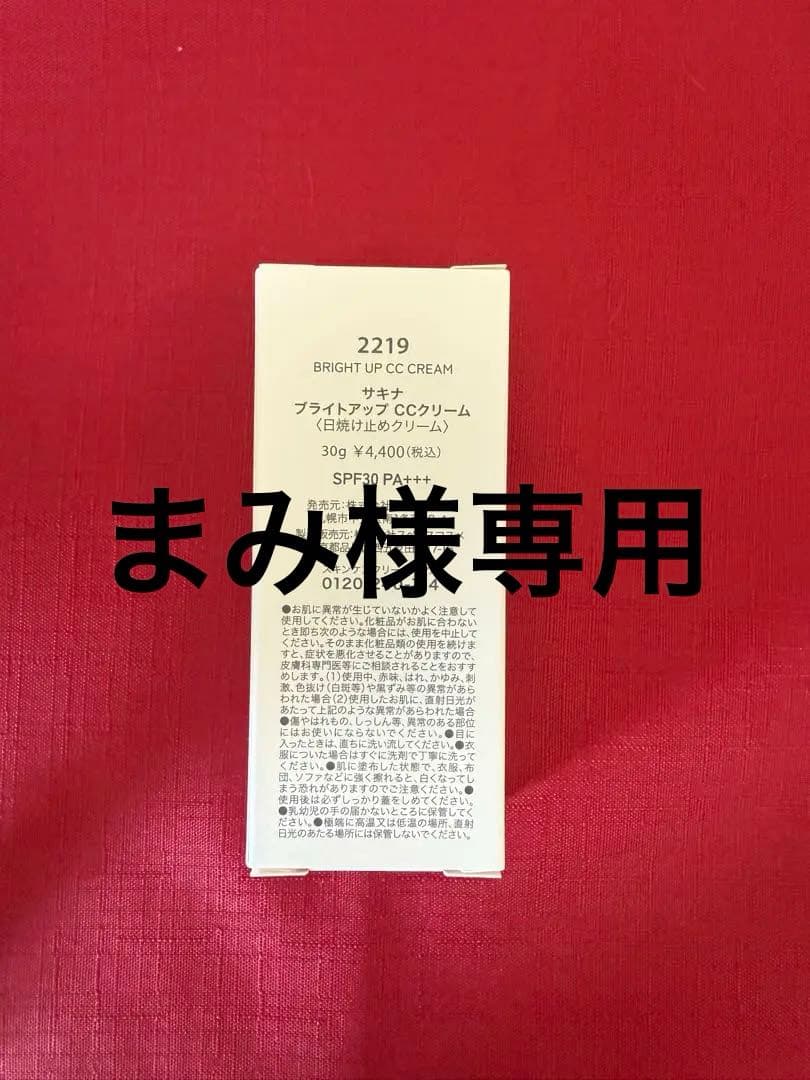 2219
BRIGHT UP CC CREAM
サキナ
ブライトアップ CCクリーム
〈日焼け止めクリーム〉
30g ¥4,400(税込)
SPF30 PA+++
発売元:株式会社
まみ様専用
0120
●お肌に異常が生じていないかよく注意して
使用してください。化粧品がお肌に合わない
とき即ち次のような場合には、使用を中止して
ください。そのまま化粧品類の使用を続けま
すと、症状を悪化させることがありますので、
皮膚科専門医等にご相談されることをおすす
めします。(1)使用中、赤味、はれ、かゆみ、刺
激、色抜け(白斑等)や黒ずみ等の異常があら
われた場合(2)使用したお肌に、直射日光が
あたって上記のような異常があらわれた場合
●傷やはれもの、しっしん等、異常のある部位
にはお使いにならないでください。●目に
入ったときは、直ちに洗い流してください。●衣
服についた場合はすぐに洗剤で丁寧に洗って
ください。●肌に塗布した状態で、衣服、布
団、ソファなどに強く擦れると、白くなってし
まう恐れがありますのでご注意ください。●
使用後は必ずしっかり蓋をしめてください。
●乳幼児の手の届かないところに保管してく
ださい。●極端に高温又は低温の場所、直射
日光のあたる場所には保管しないでください。